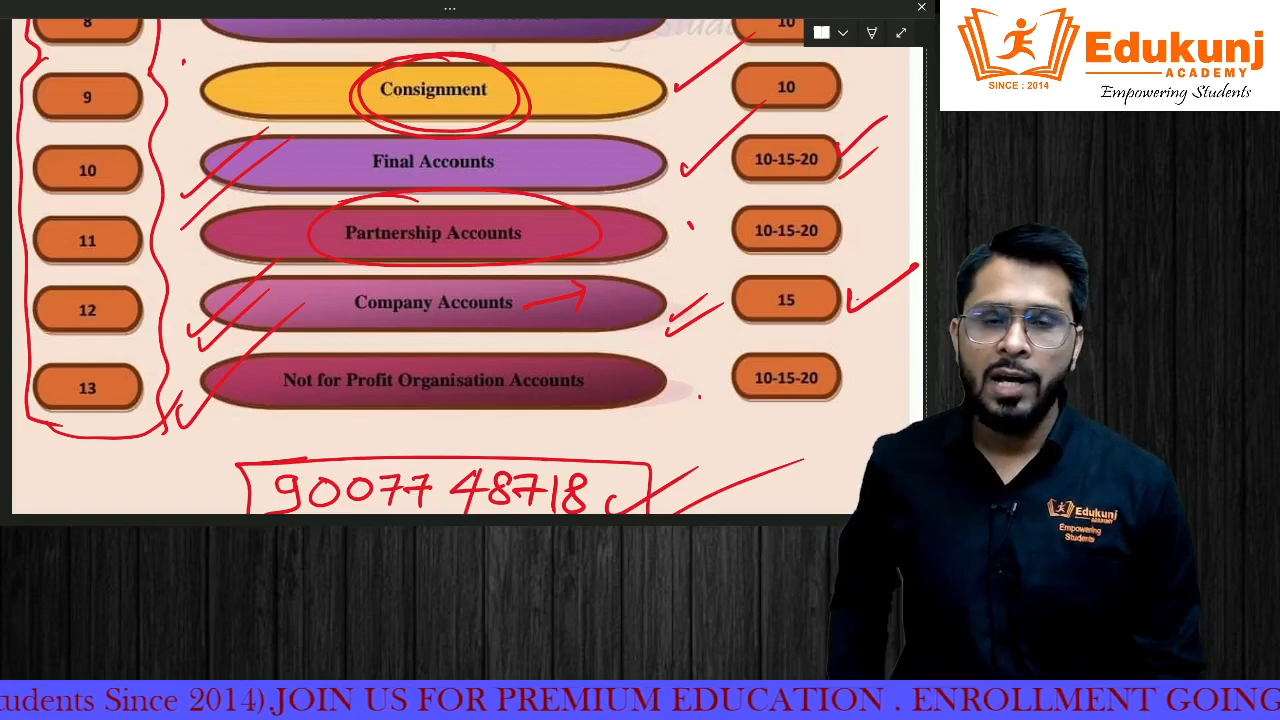 8 10
9 Consignment 10
10 Final Accounts 10-15-20
11 Partnership Accounts 10-15-20
12 Company Accounts 15
13 Not for Profit Organisation Accounts 10-15-20
90077 48718
Edukunj
ACADEMY
SINCE : 2014
Empowering Students
Edukunj
ACADEMY
Empowering
Students
tudents Since 2014).JOIN US FOR PREMIUM EDUCATION . ENROLLMENT GOING